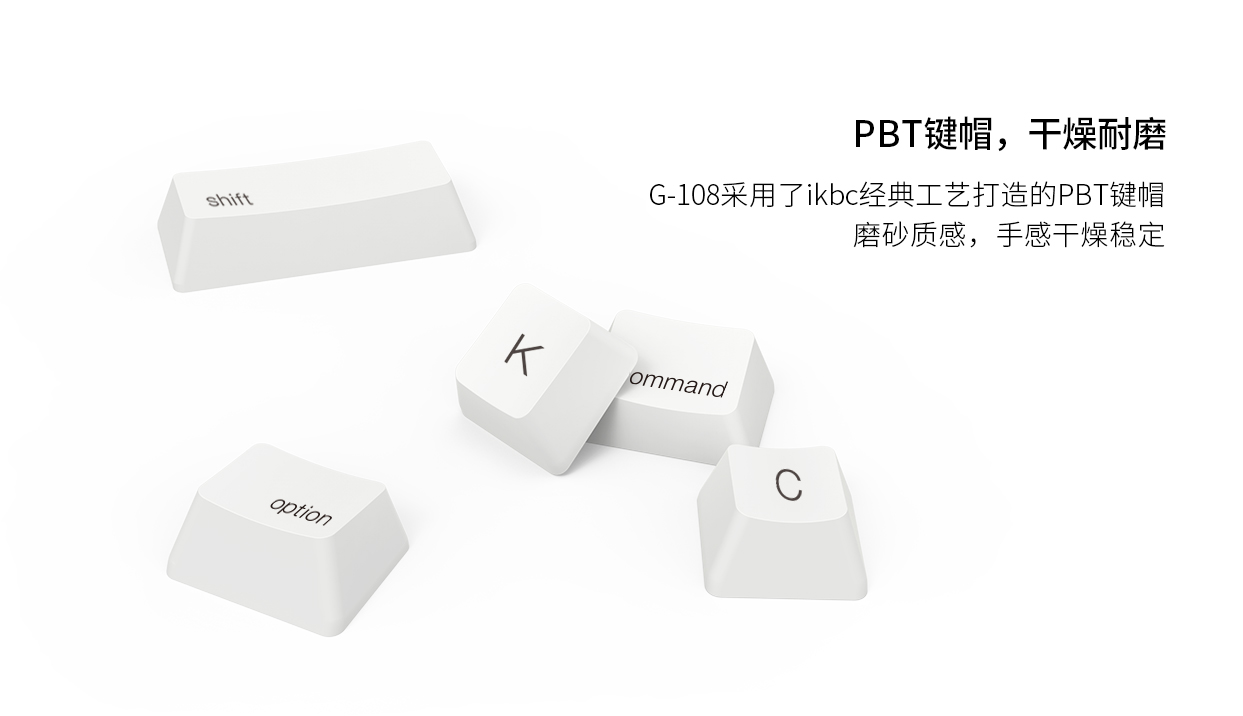 PBT键帽，干燥耐磨
G-108采用了ikbc经典工艺打造的PBT键帽
磨砂质感，手感干燥稳定
shift
K
ommand
C
option